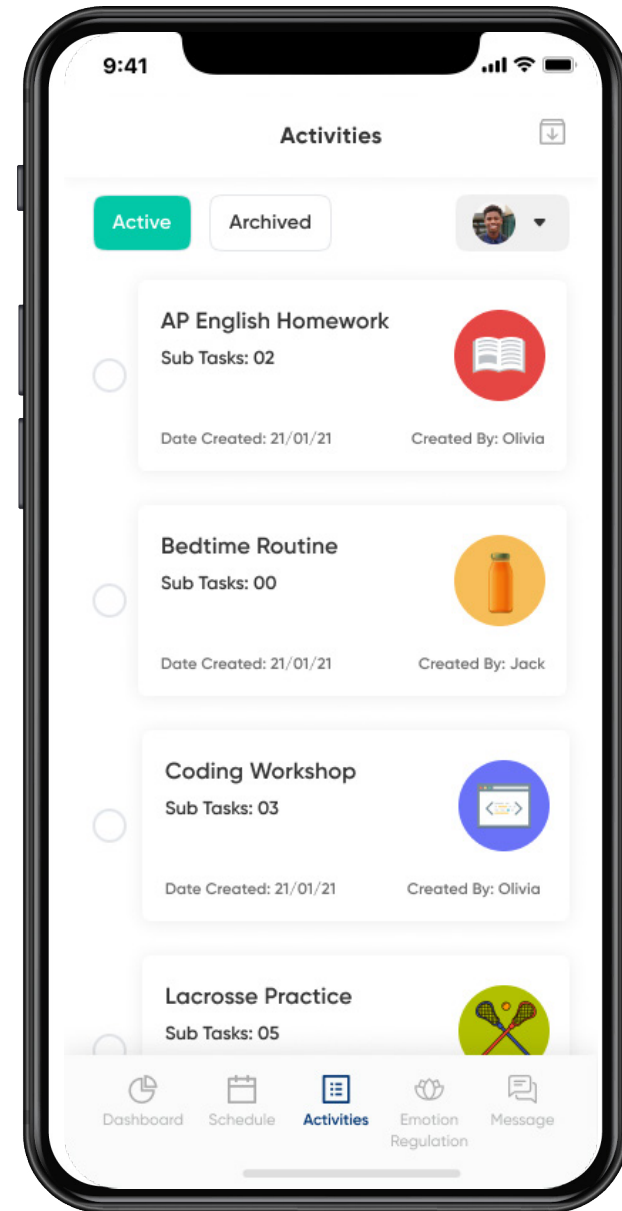 9:41
Activities
Active
Archived
AP English Homework
Sub Tasks: 02
Date Created: 21/01/21
Created By: Olivia
Bedtime Routine
Sub Tasks: 00
Date Created: 21/01/21
Created By: Jack
Coding Workshop
Sub Tasks: 03
Date Created: 21/01/21
Created By: Olivia
Lacrosse Practice
Sub Tasks: 05
Dashboard
Schedule
Activities
Emotion
Regulation
Message